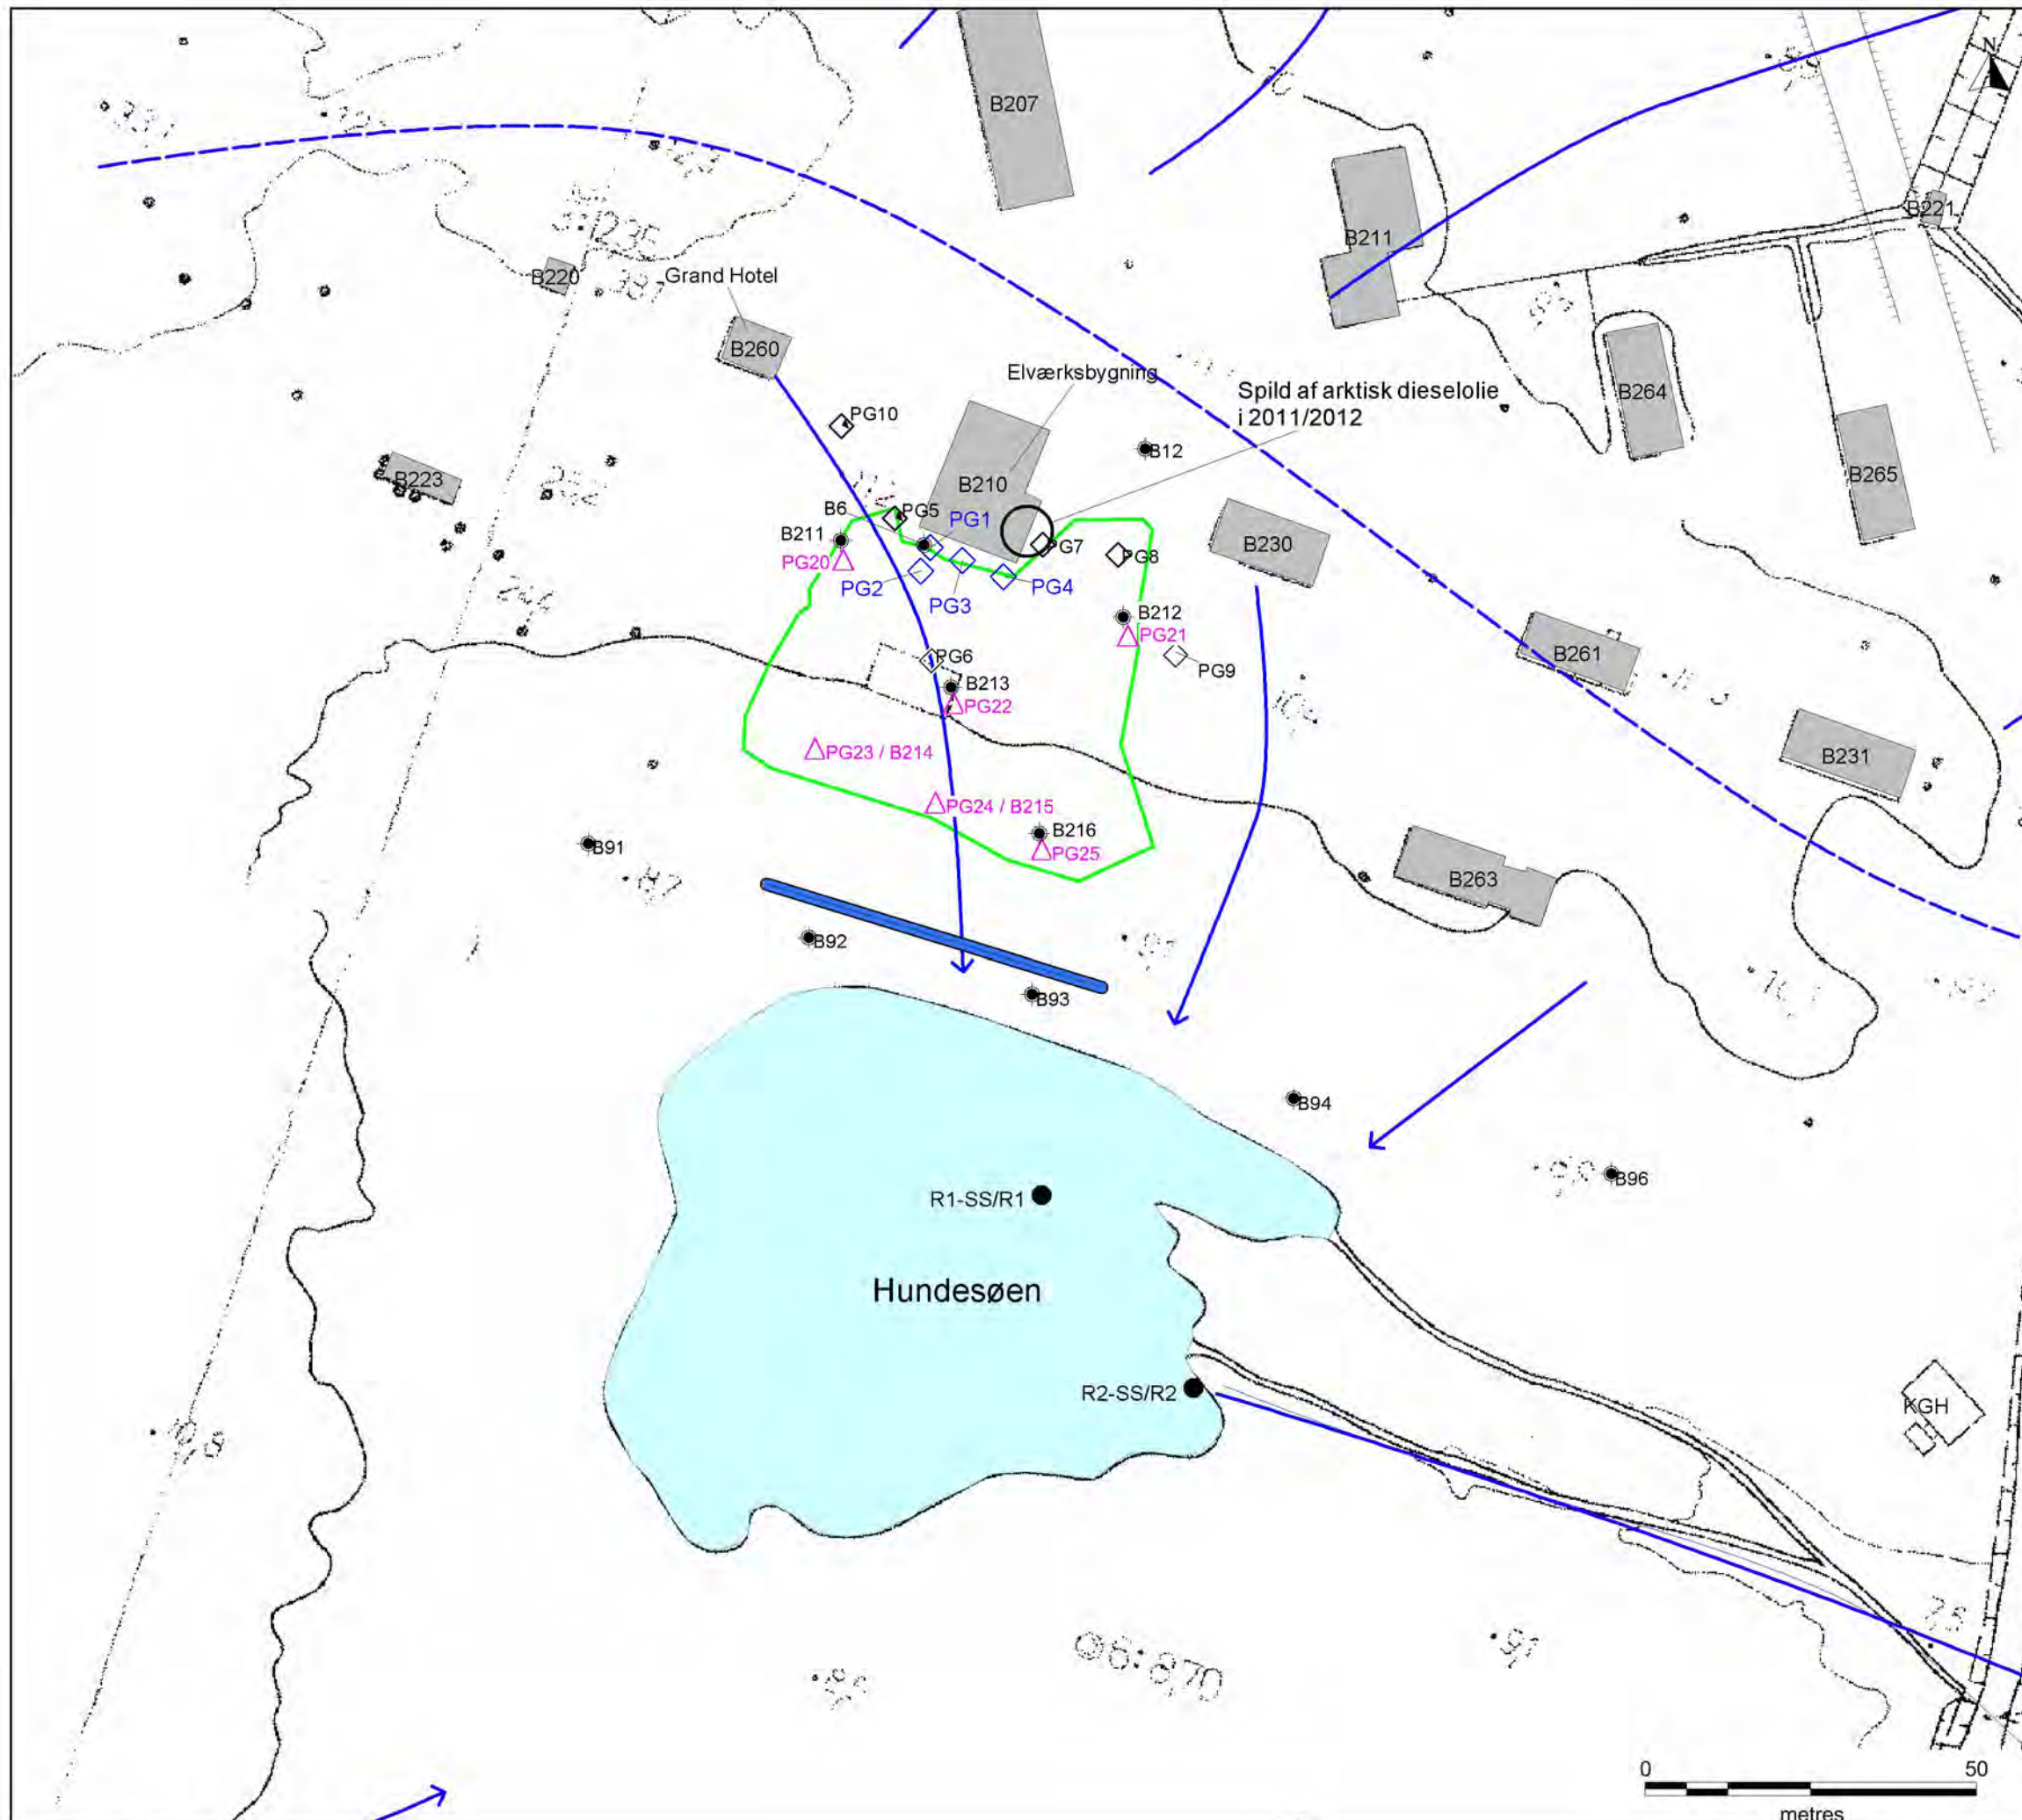 N
B207
B211
B221
B220
Grand Hotel
B260
Elværksbygning
Spild af arktisk dieselolie
i 2011/2012
B264
B265
PG10
B12
B223
B210
B6
PG5
PG1
B211
PG20
PG7
PG8
B230
PG2
PG3
PG4
B212
PG21
PG9
B261
PG6
B213
PG22
B231
PG23 / B214
PG24 / B215
B216
PG25
B91
B263
B92
B93
B94
B96
R1-SS/R1
Hundesøen
R2-SS/R2
KGH
0 50
metres